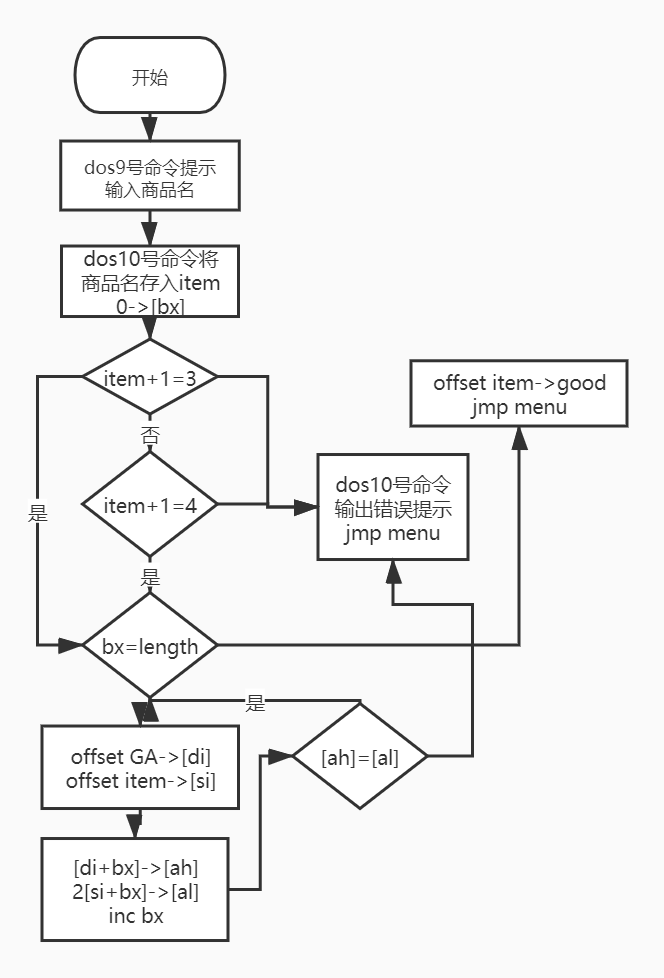 开始
dos9号命令提示
输入商品名
dos10号命令将
商品名存入item
0->[bx]
item+1=3
offset item->good
jmp menu
否
item+1=4
dos10号命令
输出错误提示
jmp menu
是
是
bx=length
是
offset GA->[di]
offset item->[si]
[ah]=[al]
[di+bx]->[ah]
2[si+bx]->[al]
inc bx